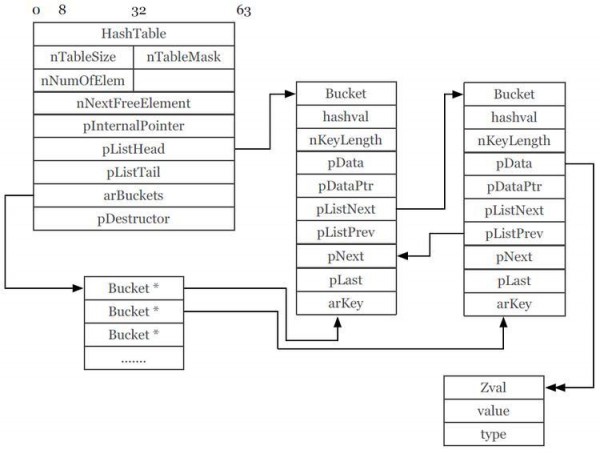 0 8 32 63
HashTable
nTableSize nTableMask
nNumOfElem
nNextFreeElement
pInternalPointer
pListHead
pListTail
arBuckets
pDestructor
Bucket
hashval
nKeyLength
pData
pDataPtr
pListNext
pListPrev
pNext
pLast
arKey
Bucket
hashval
nKeyLength
pData
pDataPtr
pListNext
pListPrev
pNext
pLast
arKey
Bucket *
Bucket *
Bucket *
.......
Zval
value
type